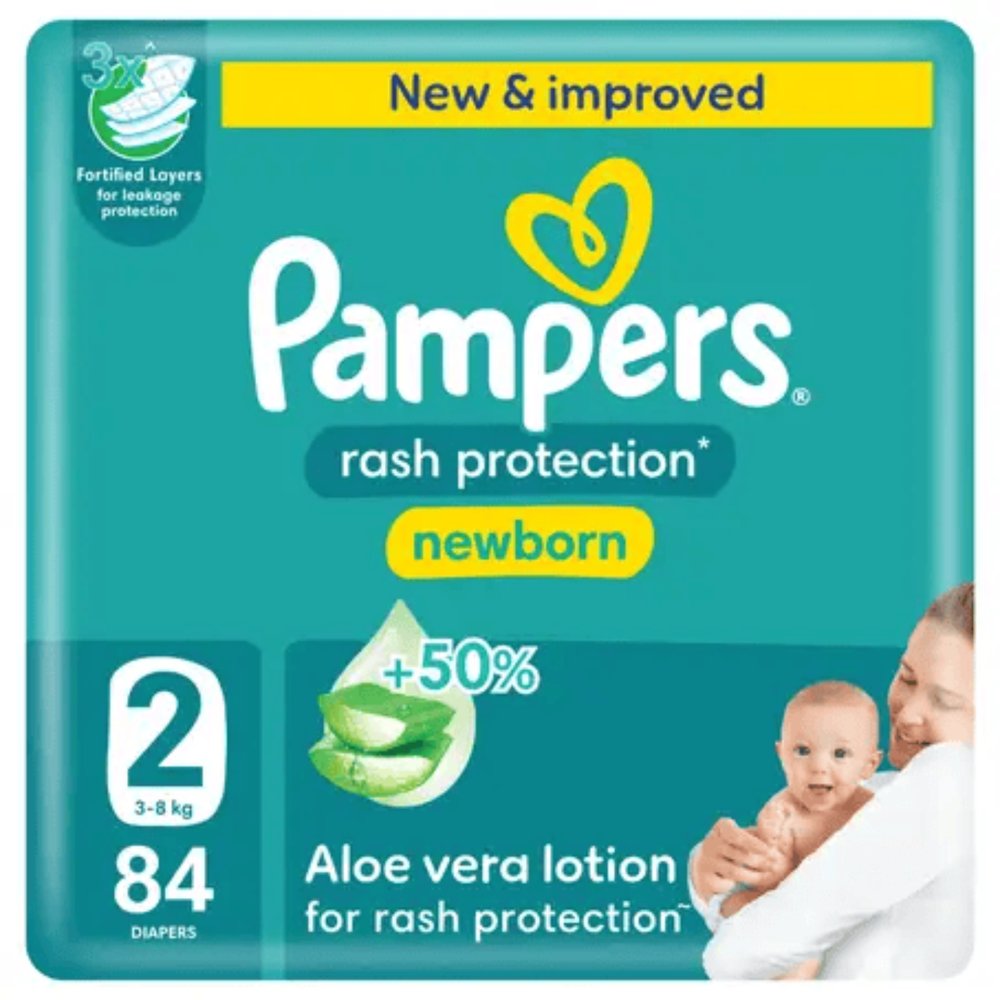 3x^
Fortified Layers
for leakage
protection
New & improved
Pampers®
rash protection*
newborn
+50%
2
3-8 kg
84
DIAPERS
Aloe vera lotion
for rash protection~